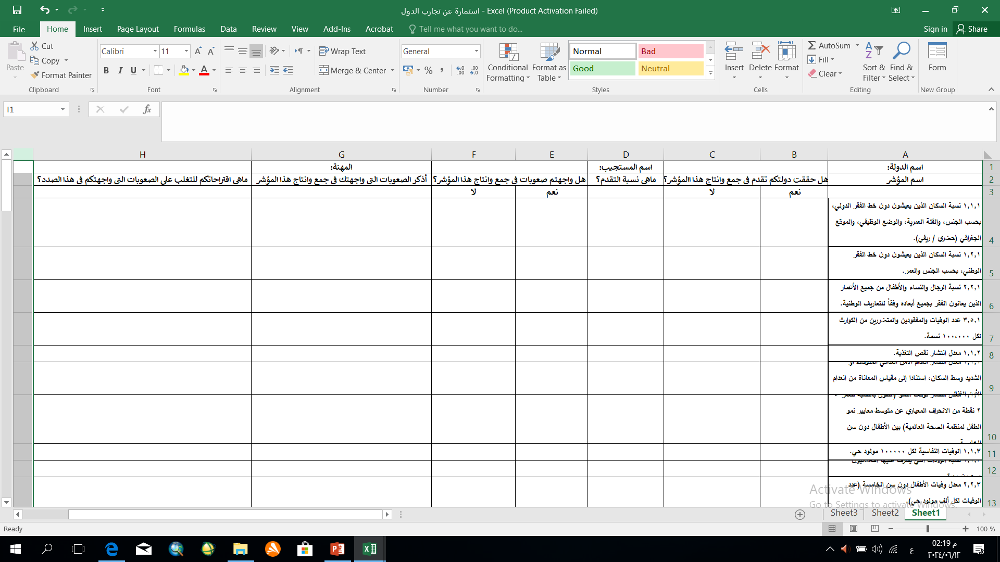 استمارة عن تجارب الدول - Excel (Product Activation Failed)
File Home Insert Page Layout Formulas Data Review View Add-Ins Acrobat Tell me what you want to do... Sign in Share
Paste Cut
Copy
Format Painter
Clipboard
Calibri 11
B I U
Font
Wrap Text
Merge & Center
Alignment
General
Number
Conditional Formatting
Format as Table
Normal Bad
Good Neutral
Styles
Insert Delete Format
Cells
AutoSum
Fill
Clear
Sort & Filter
Find & Select
Editing
Form
New Group
I1
H G F E D C B A
1 اسم الدولة: اسم المستجيب: المهنة:
2 اسم المؤشر هل حققت دولتكم تقدم في جمع وانتاج هذا االمؤشر؟ ماهي نسبة التقدم؟ هل واجهتم صعوبات في جمع وانتاج هذا المؤشر؟ أذكر الصعوبات التي واجهتك في جمع وانتاج هذا المؤشر ماهي اقتراحاتكم للتغلب على الصعوبات التي واجهتكم في هذا الصدد؟
3 نعم لا نعم لا
١,١,١ نسبة السكان الذين يعيشون دون خط الفقر الدولي،
بحسب الجنس، والفئة العمرية، والوضع الوظيفي، والموقع
الجغرافي (حضري / ريفي).
4
١,٢,١ نسبة السكان الذين يعيشون دون خط الفقر
الوطني، بحسب الجنس والعمر.
5
٢,٢,١ نسبة الرجال والنساء والأطفال من جميع الأعمار
الذين يعانون الفقر بجميع أبعاده وفقاً للتعاريف الوطنية.
6
٣,٥,١ عدد الوفيات والمفقودين والمتضررين من الكوارث
لكل ١٠٠،٠٠٠ نسمة.
7
١,١,٢ معدل انتشار نقص التغذية.
8
الشديد وسط السكان، استنادا إلى مقياس المعاناة من انعدام
9
٢ نقطة من الانحراف المعياري عن متوسط معايير نمو
الطفل لمنظمة الصحة العالمية) بين الأطفال دون سن
10
١,١,٣ الوفيات النفاسية لكل ١٠٠٠٠٠ مولود حي.
11
12
٢,٢,٣ معدل وفيات الأطفال دون سن الخامسة (عدد
الوفيات لكل ألف مولود حي).
13
Activate Windows
Go to Settings to activate Windows.
Sheet3 Sheet2 Sheet1
Ready 100 %
ع
02:19 م
٢٠٢٤/٠٦/١٢